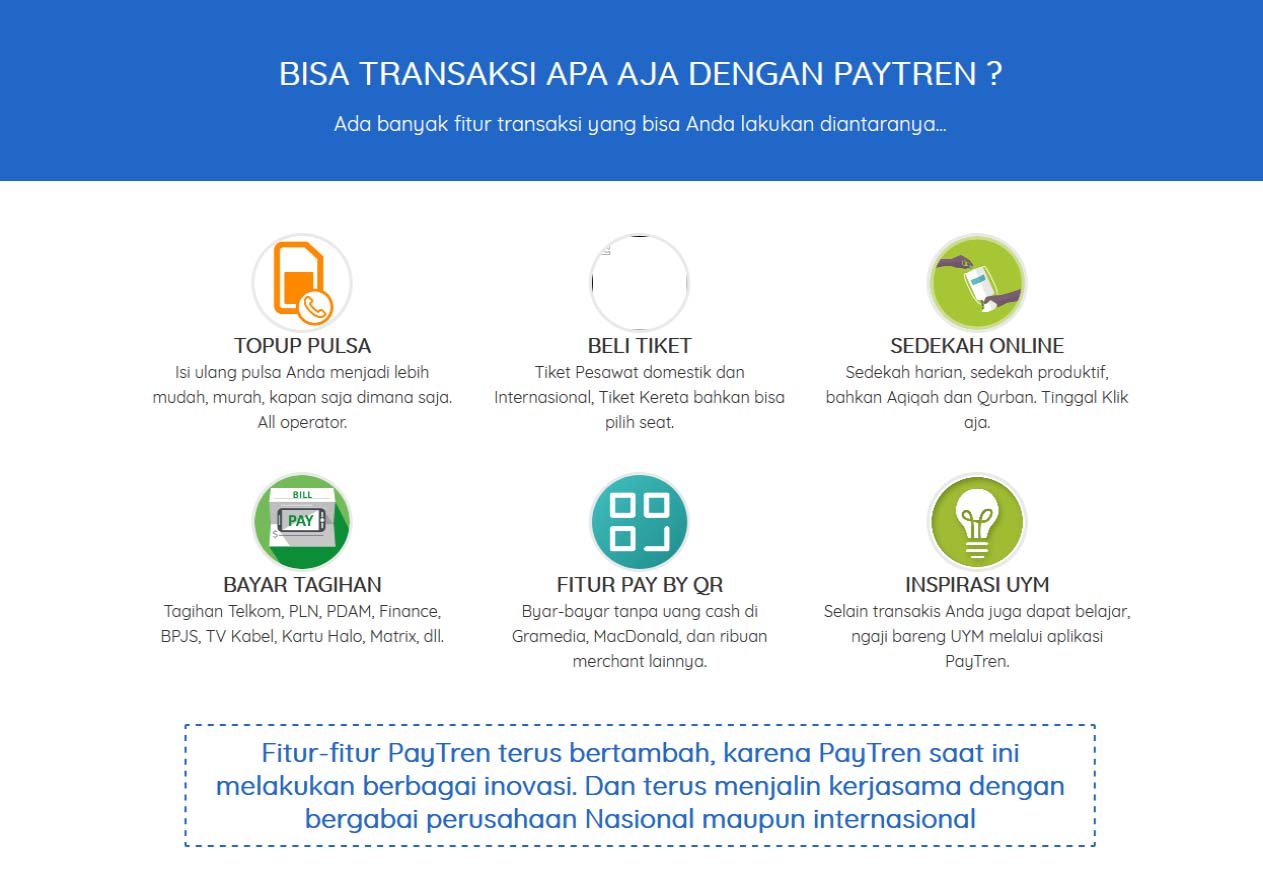 BISA TRANSAKSI APA AJA DENGAN PAYTREN ?
Ada banyak fitur transaksi yang bisa Anda lakukan diantaranya...
TOPUP PULSA
Isi ulang pulsa Anda menjadi lebih
mudah, murah, kapan saja dimana saja.
All operator.
BELI TIKET
Tiket Pesawat domestik dan
Internasional, Tiket Kereta bahkan bisa
pilih seat.
SEDEKAH ONLINE
Sedekah harian, sedekah produktif,
bahkan Aqiqah dan Qurban. Tinggal Klik
aja.
BILL
PAY
$
BAYAR TAGIHAN
Tagihan Telkom, PLN, PDAM, Finance,
BPJS, TV Kabel, Kartu Halo, Matrix, dll.
FITUR PAY BY QR
Byar-bayar tanpa uang cash di
Gramedia, MacDonald, dan ribuan
merchant lainnya.
INSPIRASI UYM
Selain transakis Anda juga dapat belajar,
ngaji bareng UYM melalui aplikasi
PayTren.
Fitur-fitur PayTren terus bertambah, karena PayTren saat ini
melakukan berbagai inovasi. Dan terus menjalin kerjasama dengan
bergabai perusahaan Nasional maupun internasional